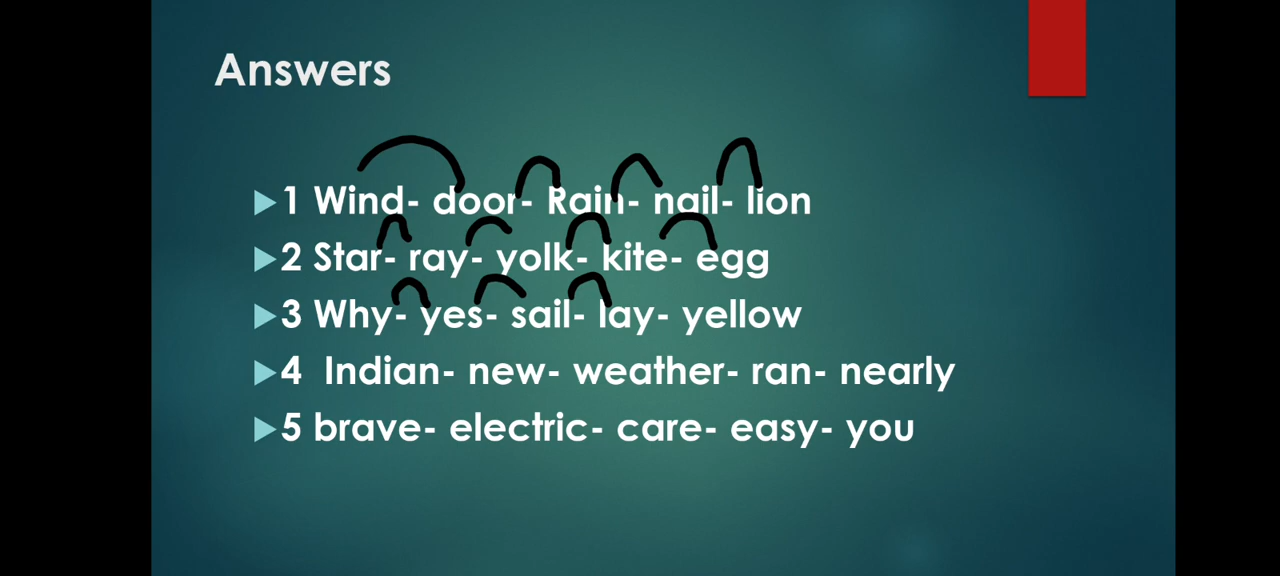 Answers
1 Wind- door- Rain- nail- lion
2 Star- ray- yolk- kite- egg
3 Why- yes- sail- lay- yellow
4 Indian- new- weather- ran- nearly
5 brave- electric- care- easy- you